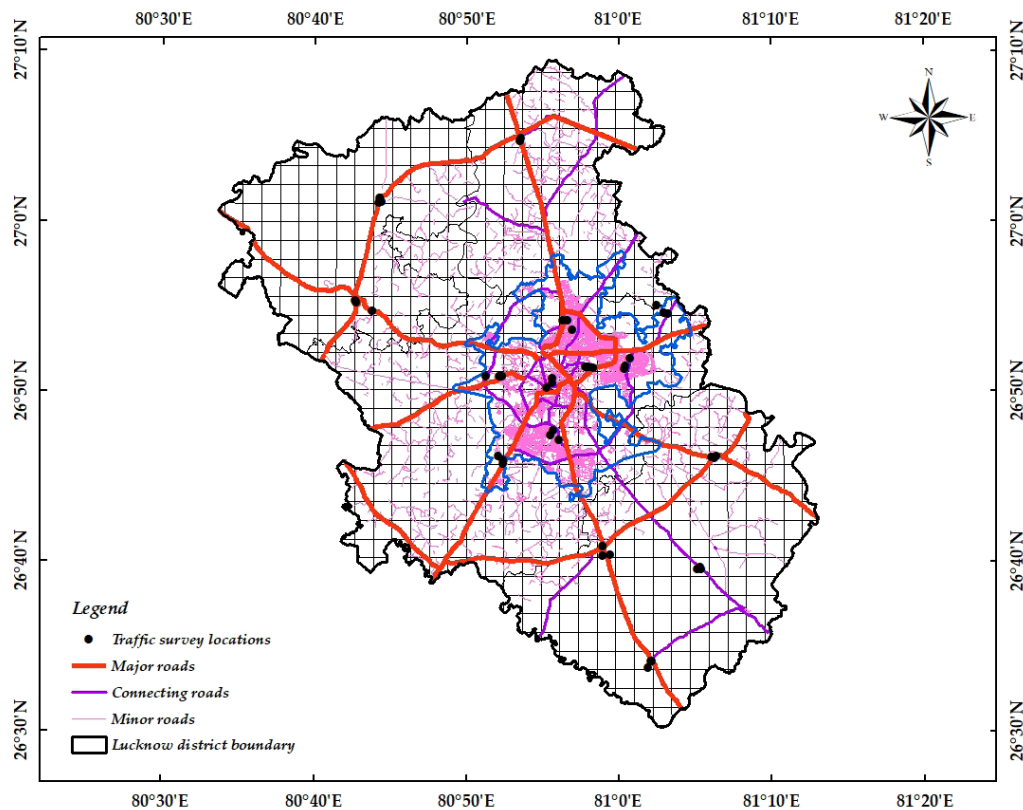 80°30'E 80°40'E 80°50'E 81°0'E 81°10'E 81°20'E
27°10'N 27°10'N
N
W E
S
27°0'N 27°0'N
26°50'N 26°50'N
26°40'N 26°40'N
Legend
Traffic survey locations
Major roads
Connecting roads
Minor roads
Lucknow district boundary
26°30'N 26°30'N
80°30'E 80°40'E 80°50'E 81°0'E 81°10'E 81°20'E